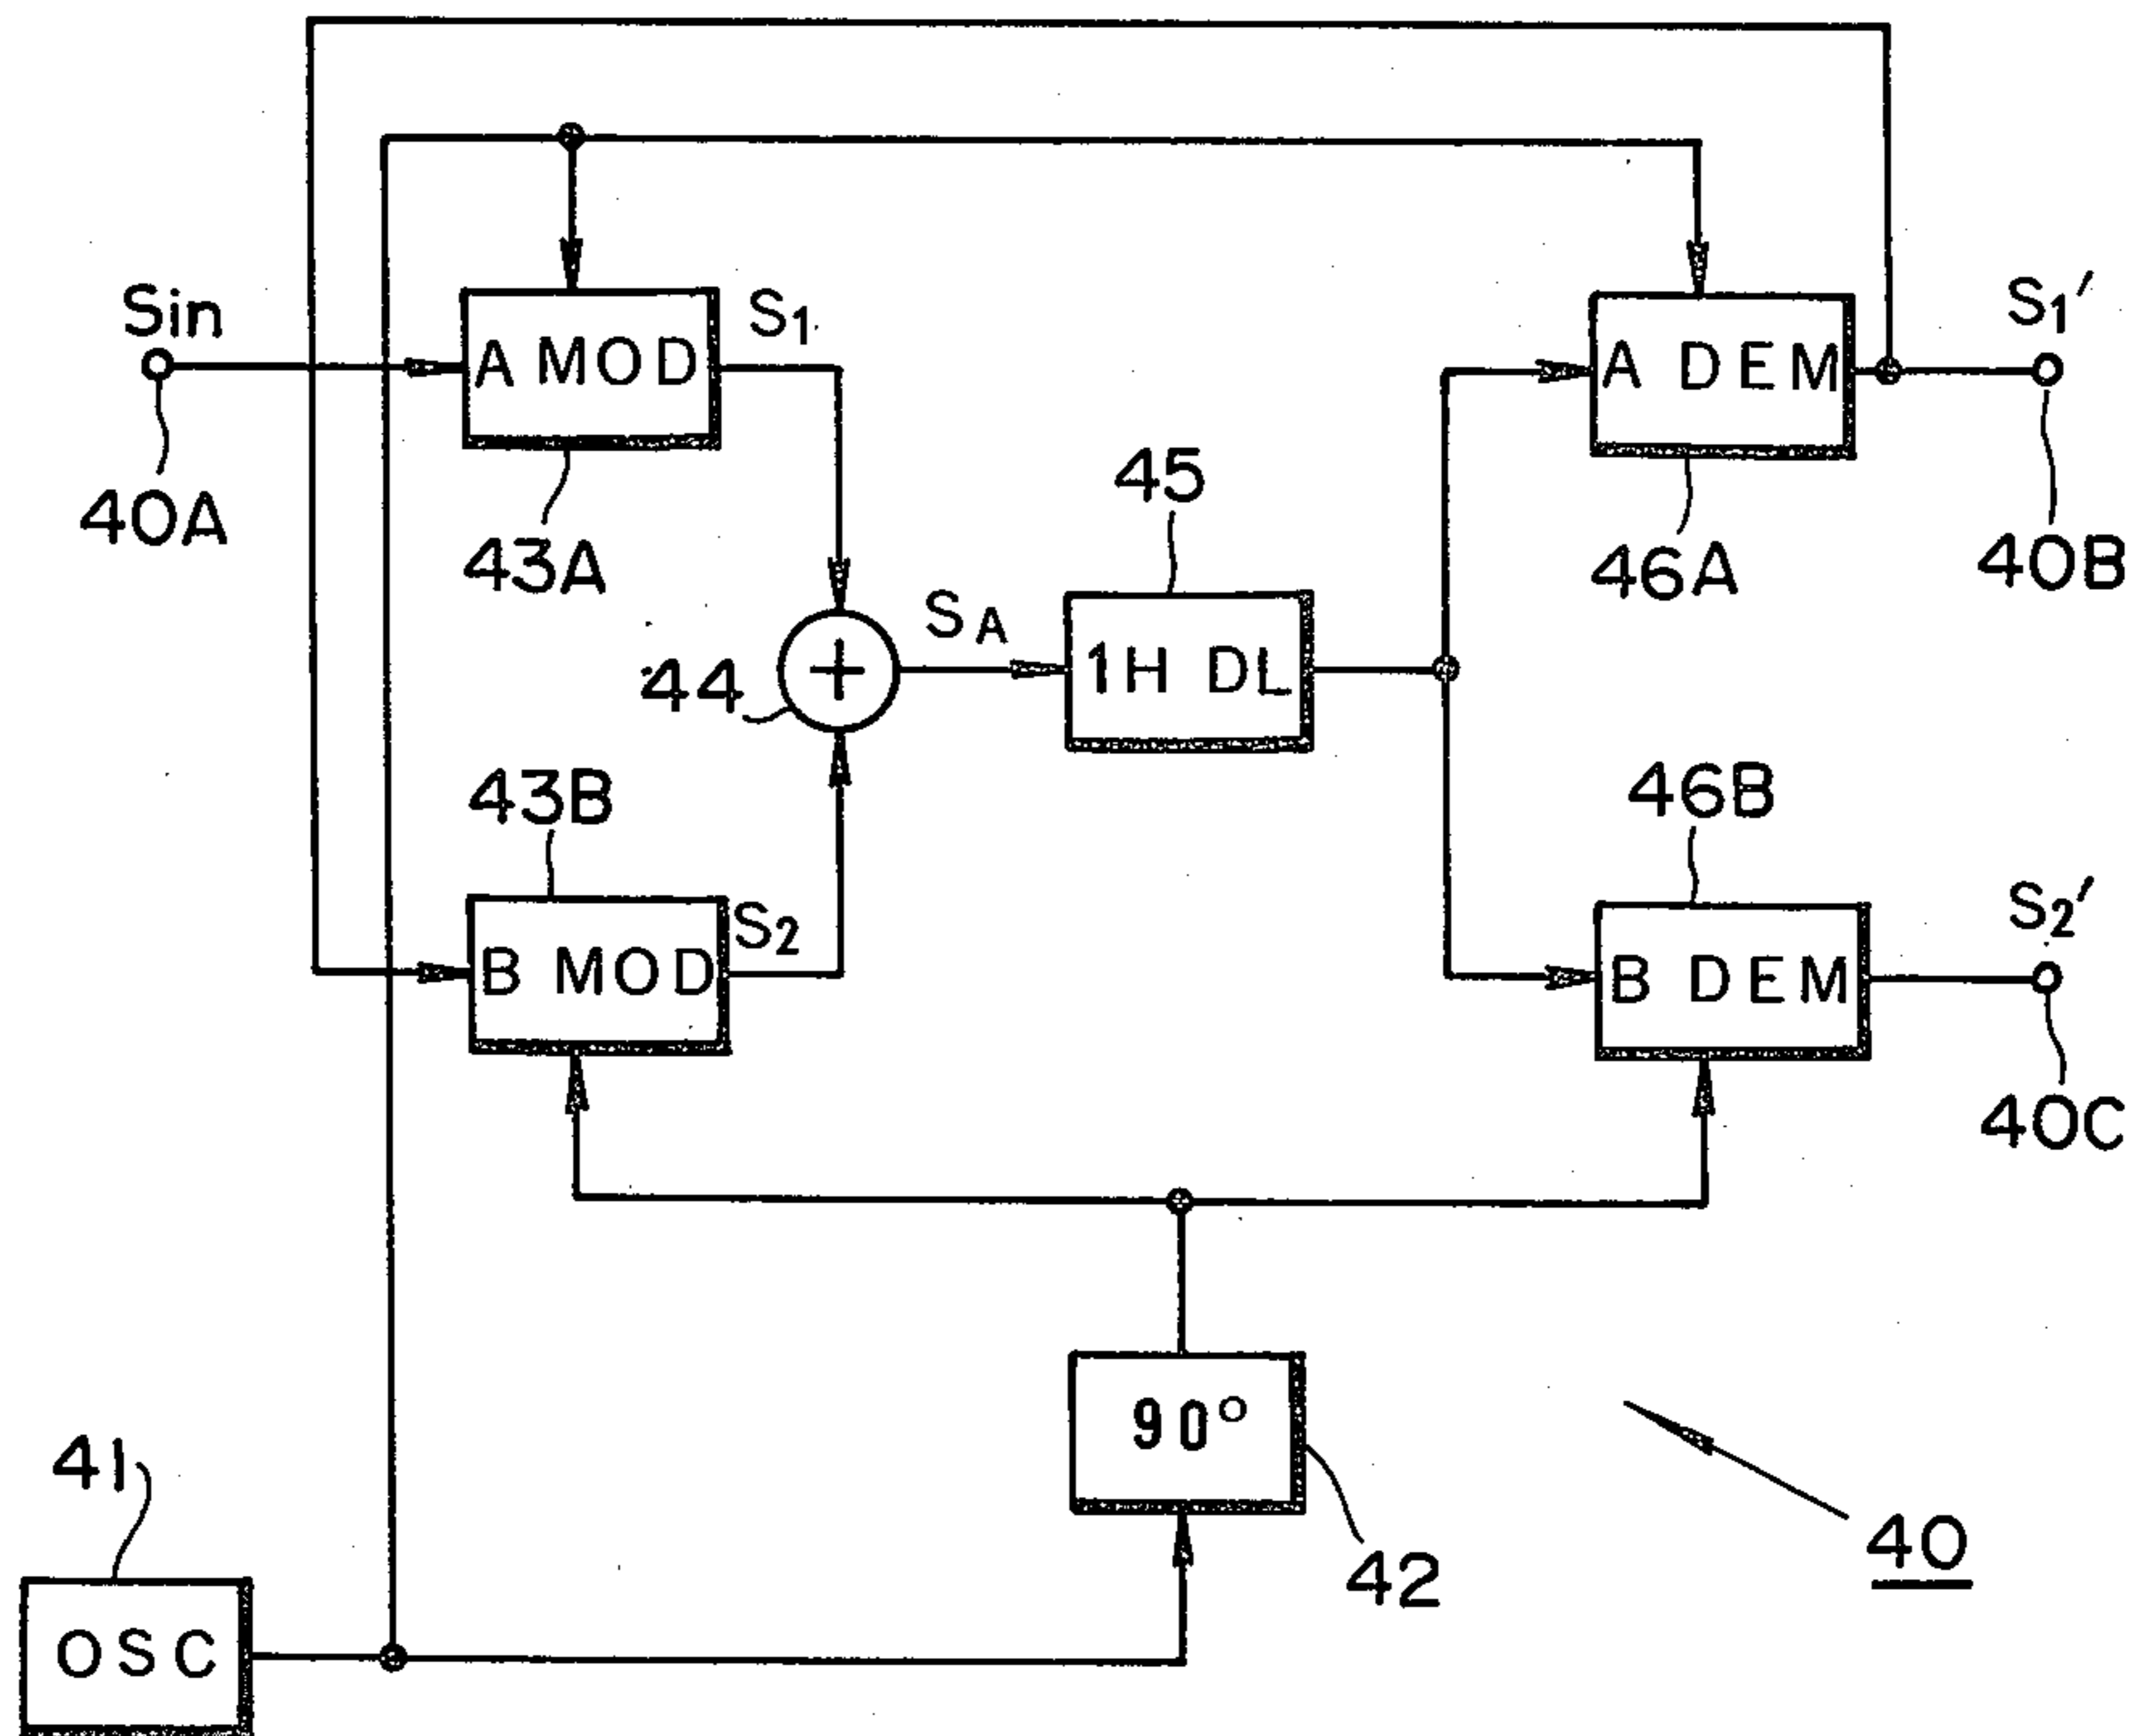 Sin
A MOD
S1
A DEM
S1'
40A
43A
45
46A
40B
SA
44
1H DL
43B
46B
S2
S2'
B MOD
B DEM
40C
90°
41
42
40
OSC